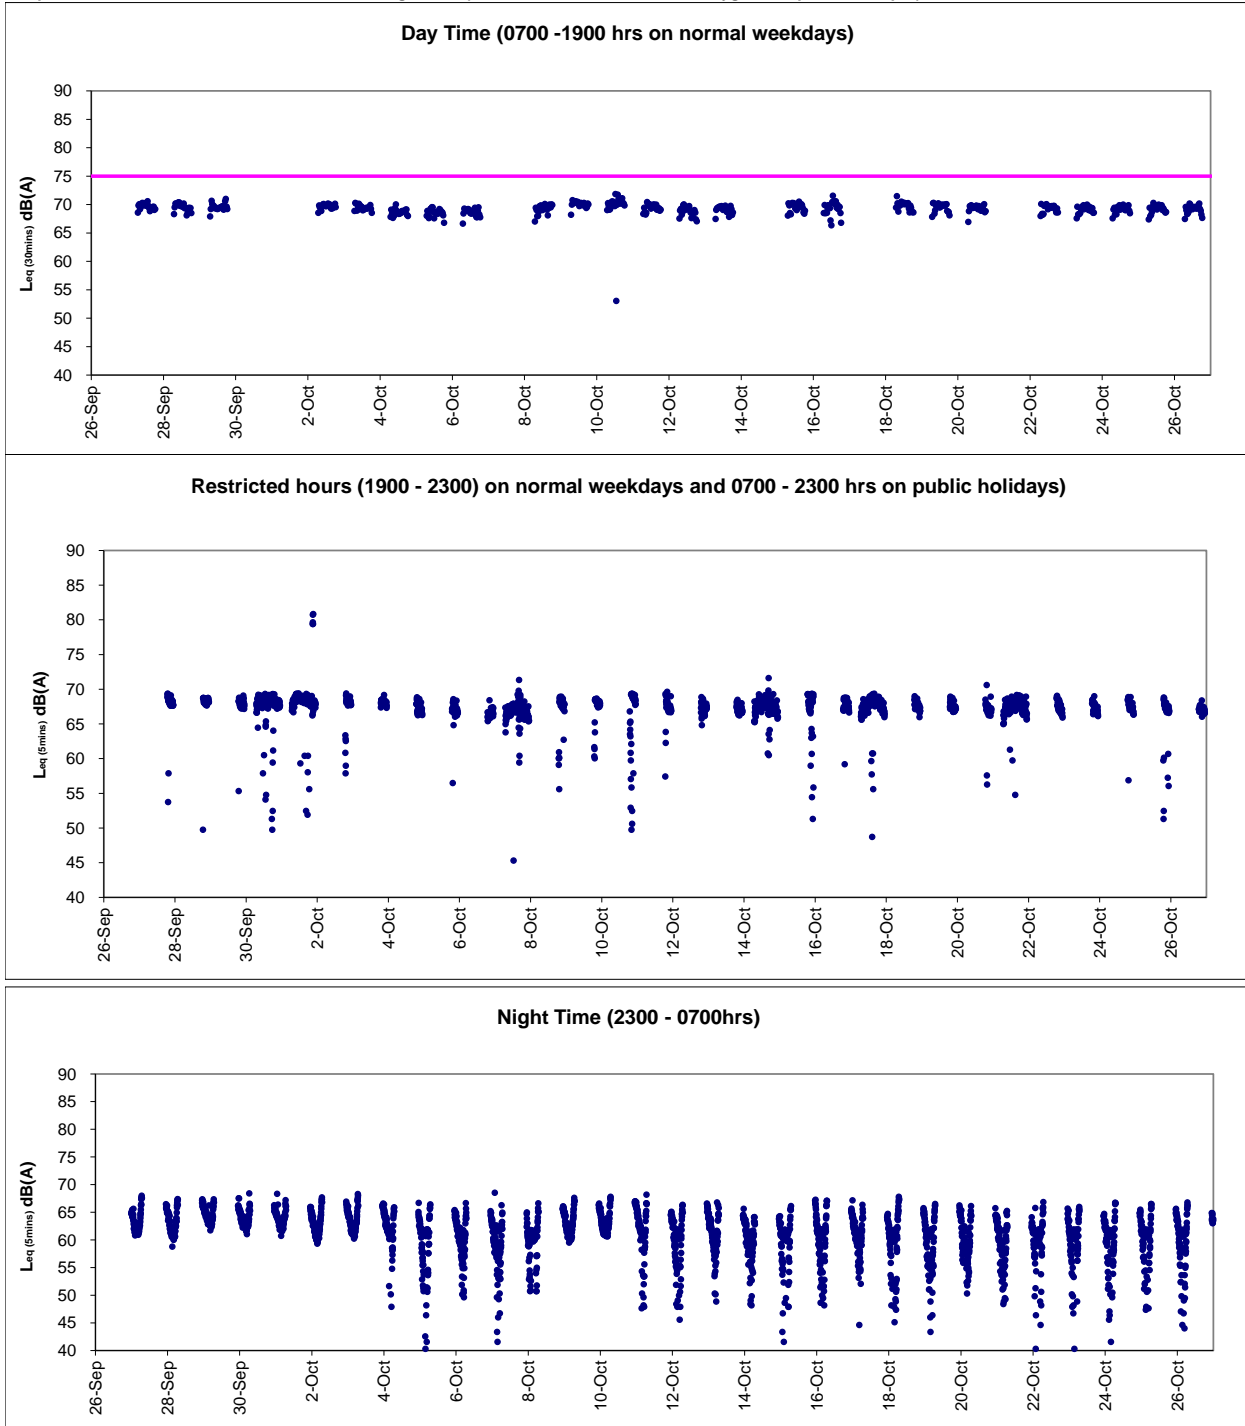 Day Time (0700 -1900 hrs on normal weekdays)
90
85
80
75
70
65
60
55
50
45
40
Leq (30mins) dB(A)
26-Sep
28-Sep
30-Sep
2-Oct
4-Oct
6-Oct
8-Oct
10-Oct
12-Oct
14-Oct
16-Oct
18-Oct
20-Oct
22-Oct
24-Oct
26-Oct
Restricted hours (1900 - 2300) on normal weekdays and 0700 - 2300 hrs on public holidays)
90
85
80
75
70
65
60
55
50
45
40
Leq (5mins) dB(A)
26-Sep
28-Sep
30-Sep
2-Oct
4-Oct
6-Oct
8-Oct
10-Oct
12-Oct
14-Oct
16-Oct
18-Oct
20-Oct
22-Oct
24-Oct
26-Oct
Night Time (2300 - 0700hrs)
90
85
80
75
70
65
60
55
50
45
40
Leq (5mins) dB(A)
26-Sep
28-Sep
30-Sep
2-Oct
4-Oct
6-Oct
8-Oct
10-Oct
12-Oct
14-Oct
16-Oct
18-Oct
20-Oct
22-Oct
24-Oct
26-Oct